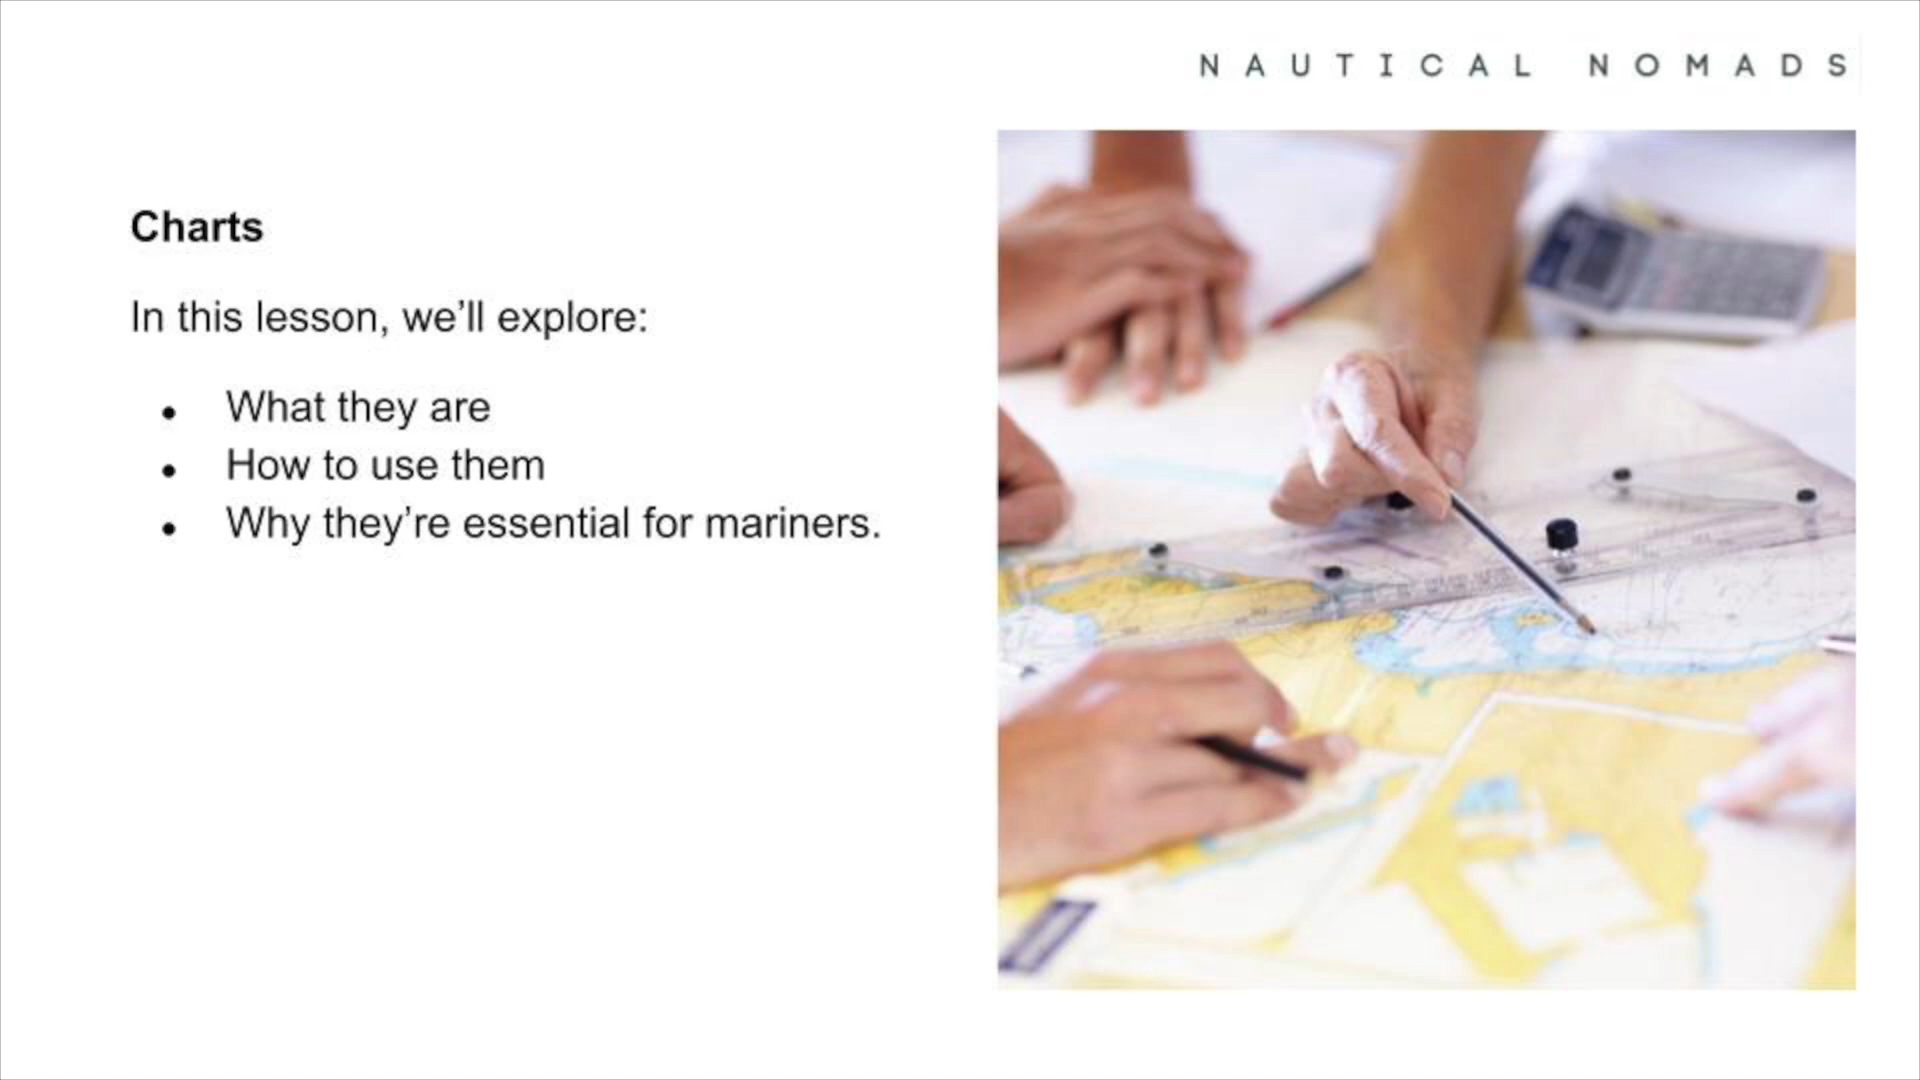 NAUTICAL NOMADS
Charts
In this lesson, we’ll explore:
● What they are
● How to use them
● Why they’re essential for mariners.